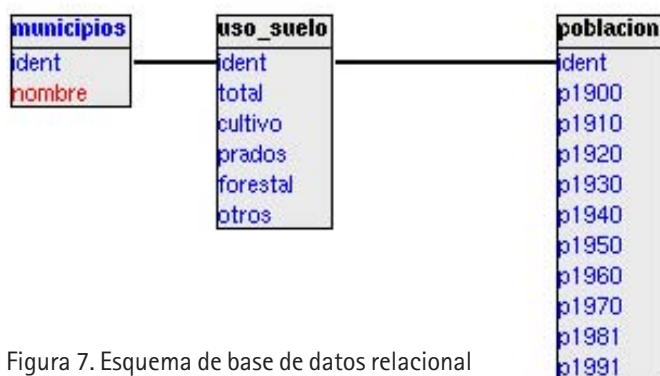 municipios
ident
nombre
uso_suelo
ident
total
cultivo
prados
forestal
otros
poblacion
ident
p1900
p1910
p1920
p1930
p1940
p1950
p1960
p1970
p1981
p1991
Figura 7. Esquema de base de datos relacional